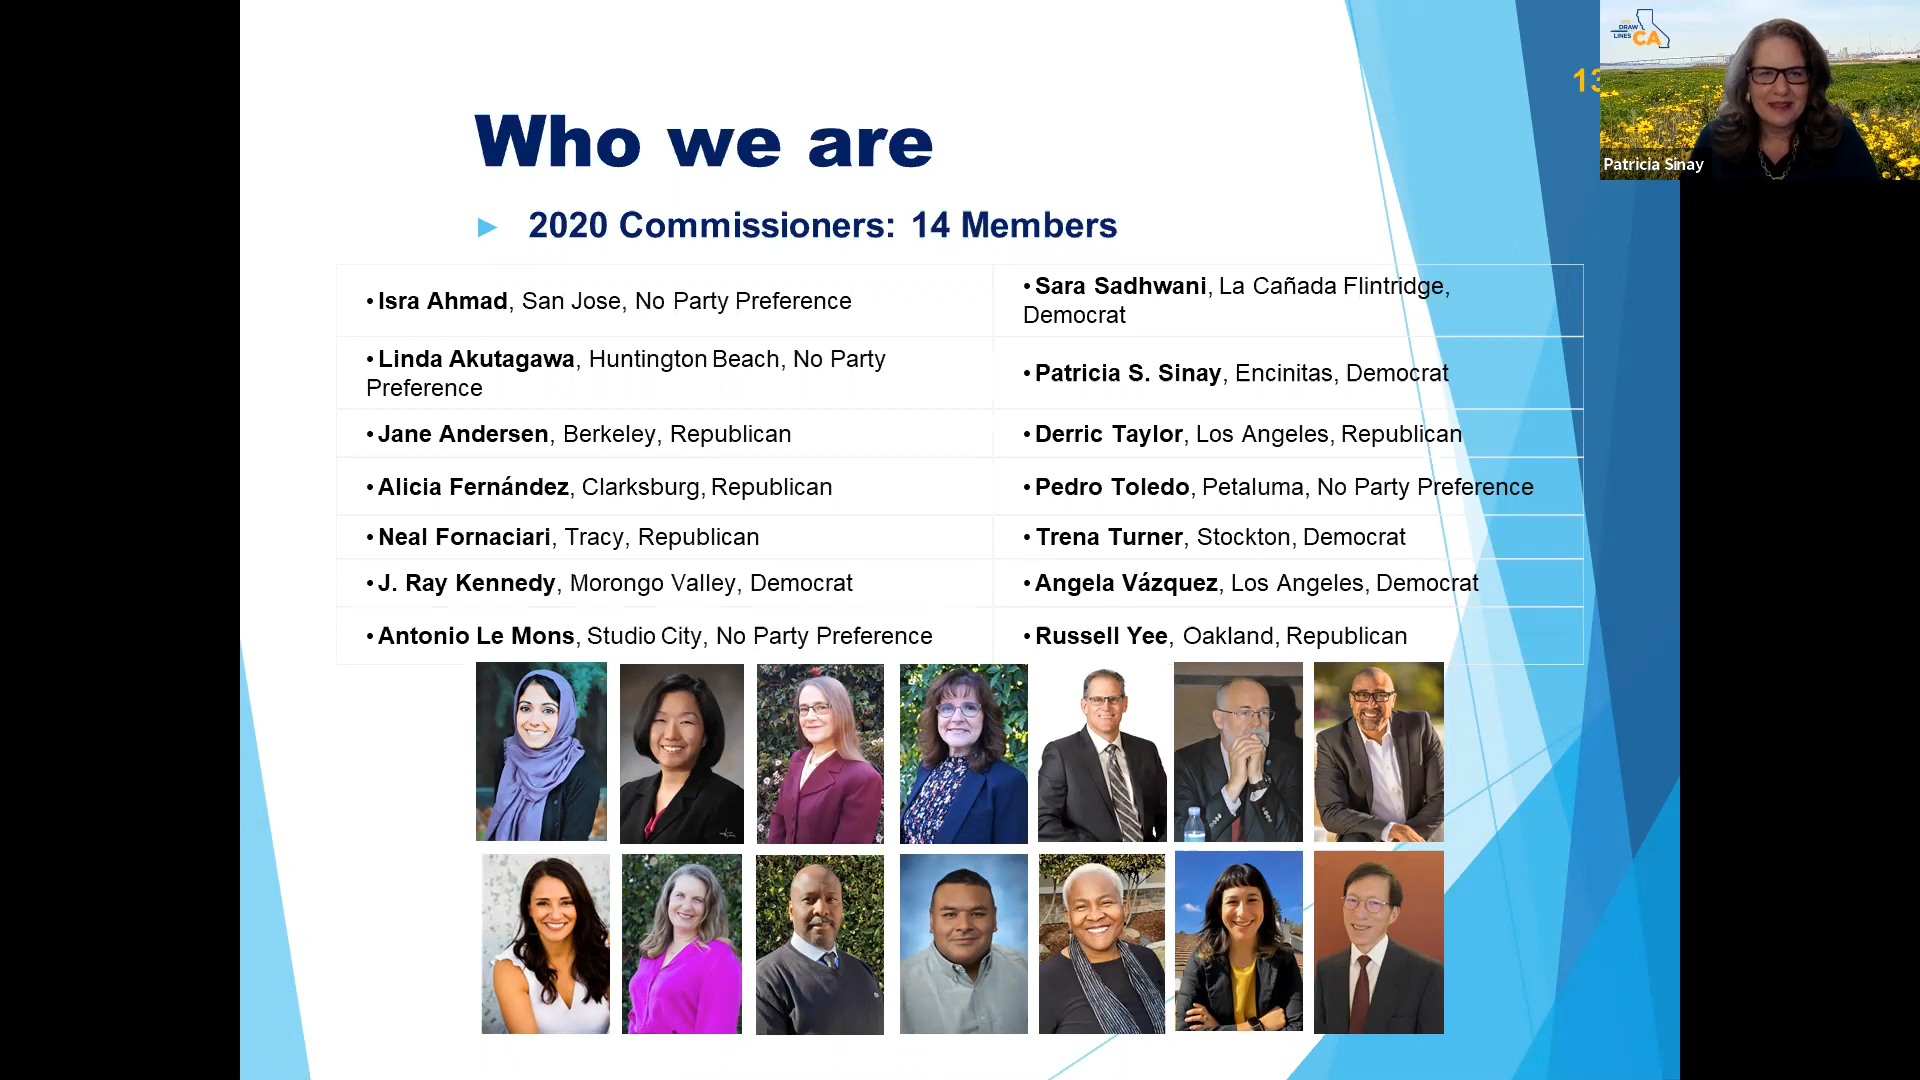 Who we are
► 2020 Commissioners: 14 Members
• Isra Ahmad, San Jose, No Party Preference
• Sara Sadhwani, La Cañada Flintridge,
Democrat
• Linda Akutagawa, Huntington Beach, No Party
Preference
• Patricia S. Sinay, Encinitas, Democrat
• Jane Andersen, Berkeley, Republican
• Derric Taylor, Los Angeles, Republican
• Alicia Fernández, Clarksburg, Republican
• Pedro Toledo, Petaluma, No Party Preference
• Neal Fornaciari, Tracy, Republican
• Trena Turner, Stockton, Democrat
• J. Ray Kennedy, Morongo Valley, Democrat
• Angela Vázquez, Los Angeles, Democrat
• Antonio Le Mons, Studio City, No Party Preference
• Russell Yee, Oakland, Republican
13
DRAW
LINES CA
Patricia Sinay